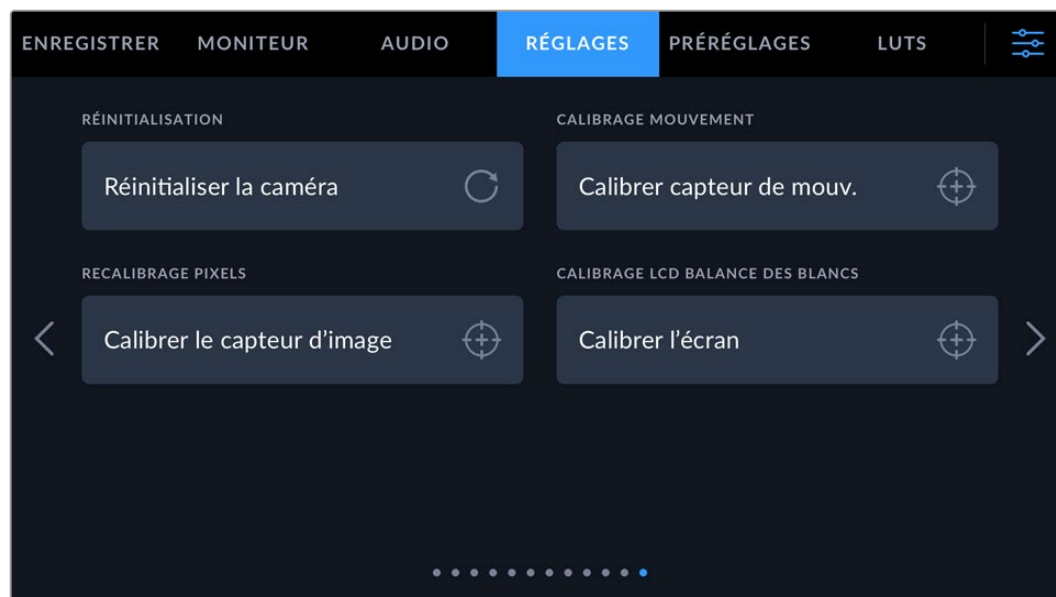 ENREGISTRER MONITEUR AUDIO RÉGLAGES PRÉRÉGLAGES LUTS
RÉINITIALISATION
Réinitialiser la caméra
CALIBRAGE MOUVEMENT
Calibrer capteur de mouv.
RECALIBRAGE PIXELS
Calibrer le capteur d’image
CALIBRAGE LCD BALANCE DES BLANCS
Calibrer l’écran